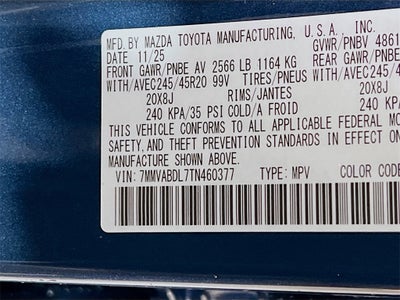 MFD.BY MAZDA TOYOTA MANUFACTURING, U.S.A., INC.
DATE 11/25 GVWR/PNBV 4861
FRONT GAWR/PNBE AV 2566 LB 1164 KG REAR GAWR/PNBE
WITH/AVEC245/45R20 99V TIRES/PNEUS WITH/AVEC245/4
20X8J RIMS/JANTES 20X8J
240 KPA/35 PSI COLD/A FROID 240 KPA
THIS VEHICLE CONFORMS TO ALL APPLICABLE FEDERAL MO
SAFETY, AND THEFT PREVENTION STANDARDS IN EFFECT ON
MANUFACTURE SHOWN ABOVE.
VIN: 7MMVABDL7TN460377 TYPE: MPV COLOR CODE